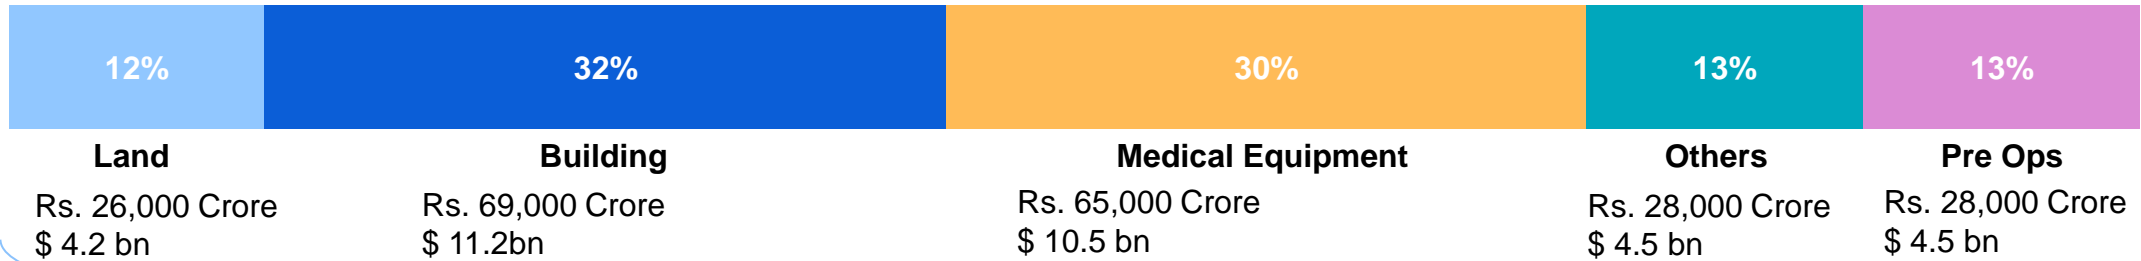 12%
32%
30%
13%
13%
Land
Building
Medical Equipment
Others
Pre Ops
Rs. 26,000 Crore
$ 4.2 bn
Rs. 69,000 Crore
$ 11.2bn
Rs. 65,000 Crore
$ 10.5 bn
Rs. 28,000 Crore
$ 4.5 bn
Rs. 28,000 Crore
$ 4.5 bn